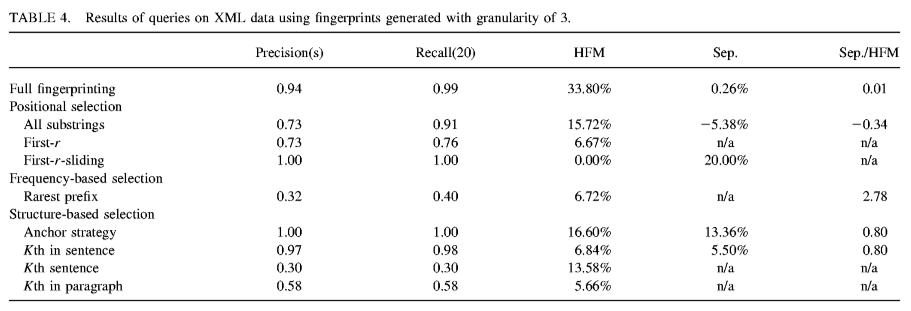 TABLE 4. Results of queries on XML data using fingerprints generated with granularity of 3.
Precision(s) Recall(20) HFM Sep. Sep./HFM
Full fingerprinting 0.94 0.99 33.80% 0.26% 0.01
Positional selection
All substrings 0.73 0.91 15.72% −5.38% −0.34
First-r 0.73 0.76 6.67% n/a n/a
First-r-sliding 1.00 1.00 0.00% 20.00% n/a
Frequency-based selection
Rarest prefix 0.32 0.40 6.72% n/a 2.78
Structure-based selection
Anchor strategy 1.00 1.00 16.60% 13.36% 0.80
Kth in sentence 0.97 0.98 6.84% 5.50% 0.80
Kth sentence 0.30 0.30 13.58% n/a n/a
Kth in paragraph 0.58 0.58 5.66% n/a n/a